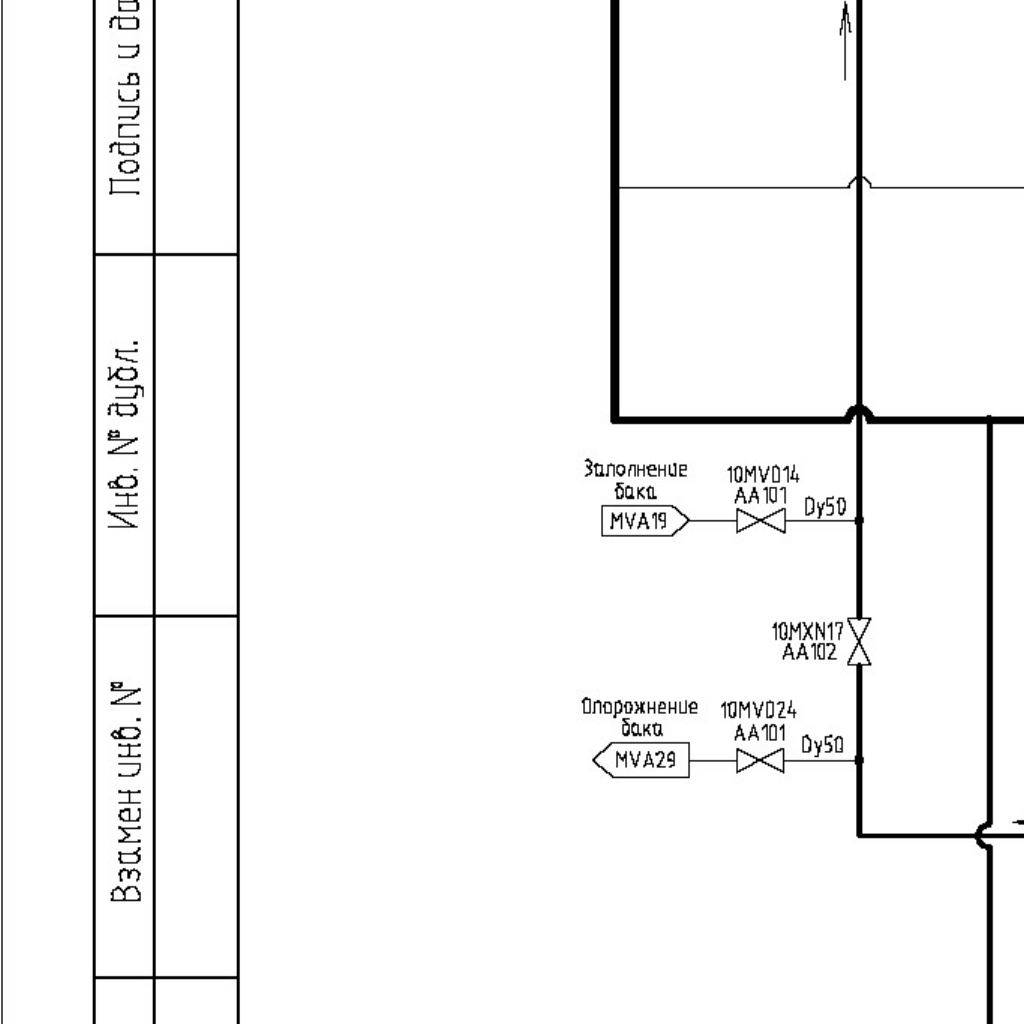 Подпись и да
Инв. № дубл.
Взамен инв. №
Заполнение
бака
MVA19
10MVD14
AA101
Dy50
10MXN17
AA102
Опорожнение
бака
MVA29
10MVD24
AA101
Dy50